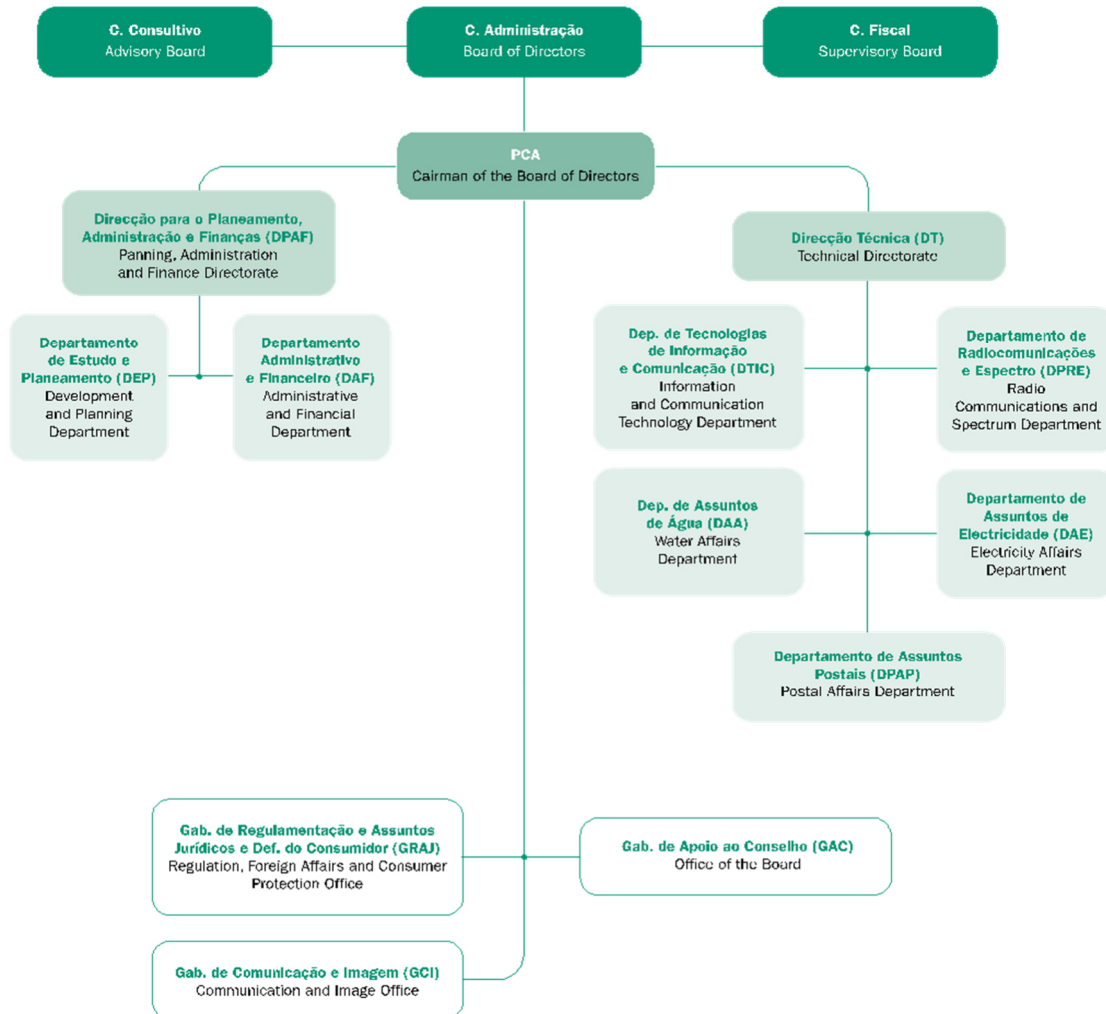 C. Consultivo
Advisory Board
C. Administração
Board of Directors
C. Fiscal
Supervisory Board
PCA
Cairman of the Board of Directors
Direcção para o Planeamento,
Administração e Finanças (DPAF)
Panning, Administration
and Finance Directorate
Direcção Técnica (DT)
Technical Directorate
Departamento
de Estudo e
Planeamento (DEP)
Development
and Planning
Department
Departamento
Administrativo
e Financeiro (DAF)
Administrative
and Financial
Department
Dep. de Tecnologias
de Informação
e Comunicação (DTIC)
Information
and Communication
Technology Department
Departamento de
Radiocomunicações
e Espectro (DPRE)
Radio
Communications and
Spectrum Department
Dep. de Assuntos
de Água (DAA)
Water Affairs
Department
Departamento de
Assuntos de
Electricidade (DAE)
Electricity Affairs
Department
Departamento de Assuntos
Postais (DPAP)
Postal Affairs Department
Gab. de Regulamentação e Assuntos
Jurídicos e Def. do Consumidor (GRAJ)
Regulation, Foreign Affairs and Consumer
Protection Office
Gab. de Apoio ao Conselho (GAC)
Office of the Board
Gab. de Comunicação e Imagem (GCI)
Communication and Image Office